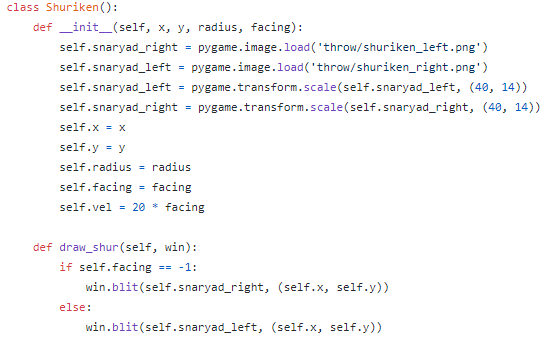 class Shuriken():
    def __init__(self, x, y, radius, facing):
        self.snaryad_right = pygame.image.load('throw/shuriken_left.png')
        self.snaryad_left = pygame.image.load('throw/shuriken_right.png')
        self.snaryad_left = pygame.transform.scale(self.snaryad_left, (40, 14))
        self.snaryad_right = pygame.transform.scale(self.snaryad_right, (40, 14))
        self.x = x
        self.y = y
        self.radius = radius
        self.facing = facing
        self.vel = 20 * facing

    def draw_shur(self, win):
        if self.facing == -1:
            win.blit(self.snaryad_right, (self.x, self.y))
        else:
            win.blit(self.snaryad_left, (self.x, self.y))